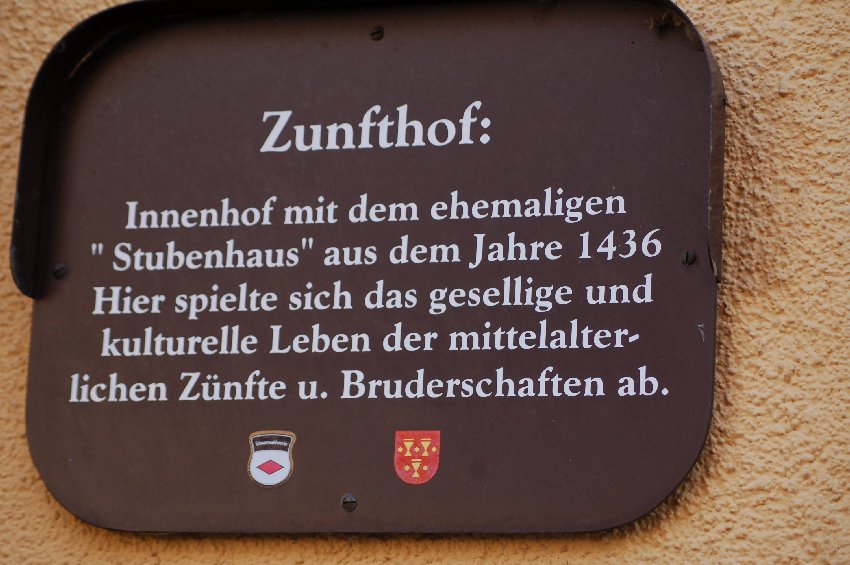 Zunfthof:
Innenhof mit dem ehemaligen
" Stubenhaus" aus dem Jahre 1436
Hier spielte sich das gesellige und
kulturelle Leben der mittelalter-
lichen Zünfte u. Bruderschaften ab.